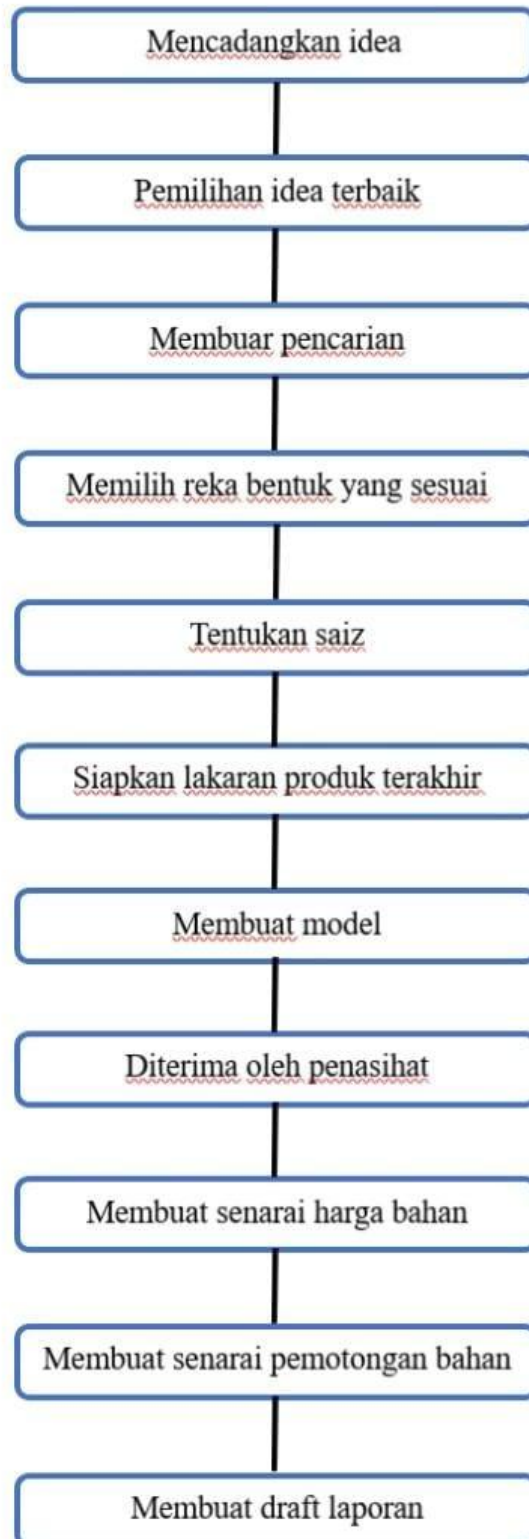 Mencadangkan idea
Pemilihan idea terbaik
Membuar pencarian
Memilih reka bentuk yang sesuai
Tentukan saiz
Siapkan lakaran produk terakhir
Membuat model
Diterima oleh penasihat
Membuat senarai harga bahan
Membuat senarai pemotongan bahan
Membuat draft laporan